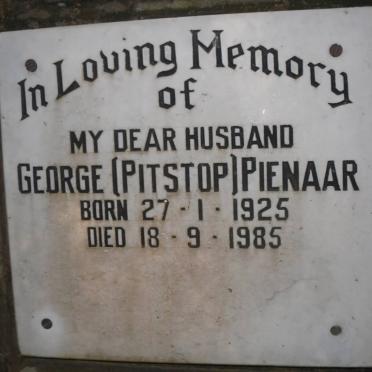 In Loving Memory
of
MY DEAR HUSBAND
GEORGE (PITSTOP) PIENAAR
BORN 27 - 1 - 1925
DIED 18 - 9 - 1985